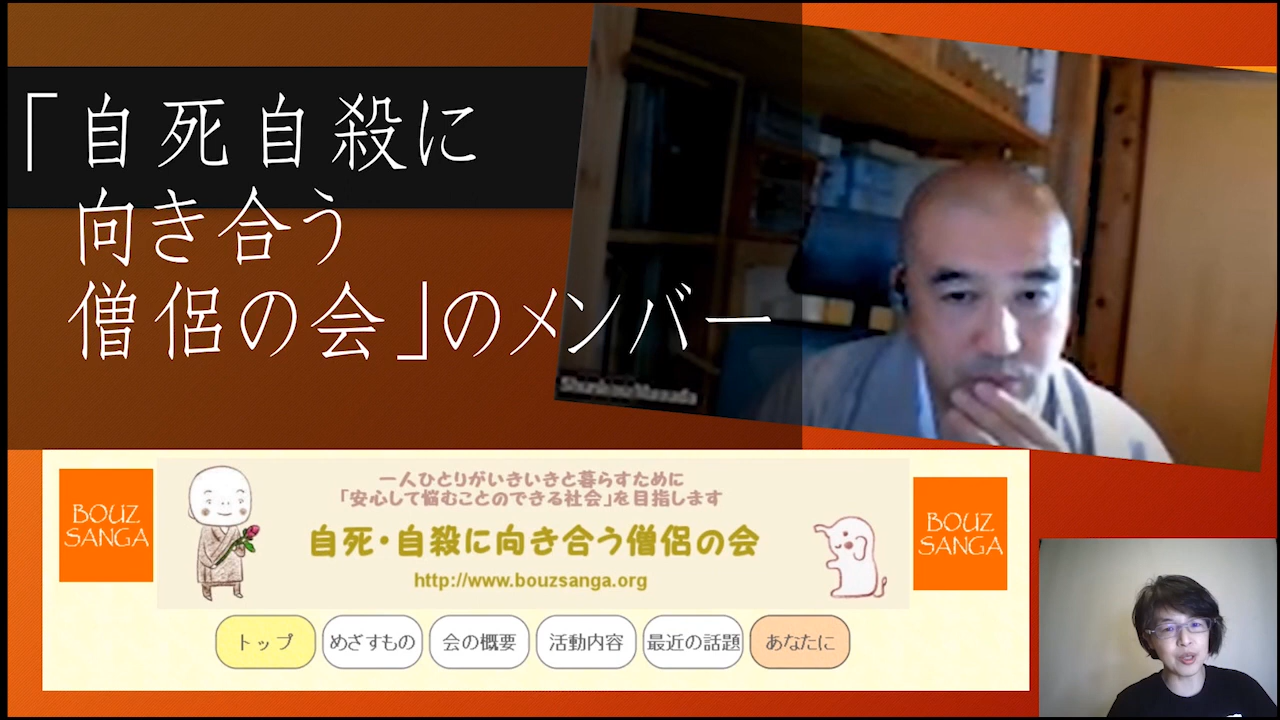 「自死自殺に
向き合う
僧侶の会」のメンバー
BOUZ
SANGA
一人ひとりがいきいきと暮らすために
「安心して悩むことのできる社会」を目指します
自死・自殺に向き合う僧侶の会
http://www.bouzsanga.org
BOUZ
SANGA
トップ
めざすもの
会の概要
活動内容
最近の話題
あなたに